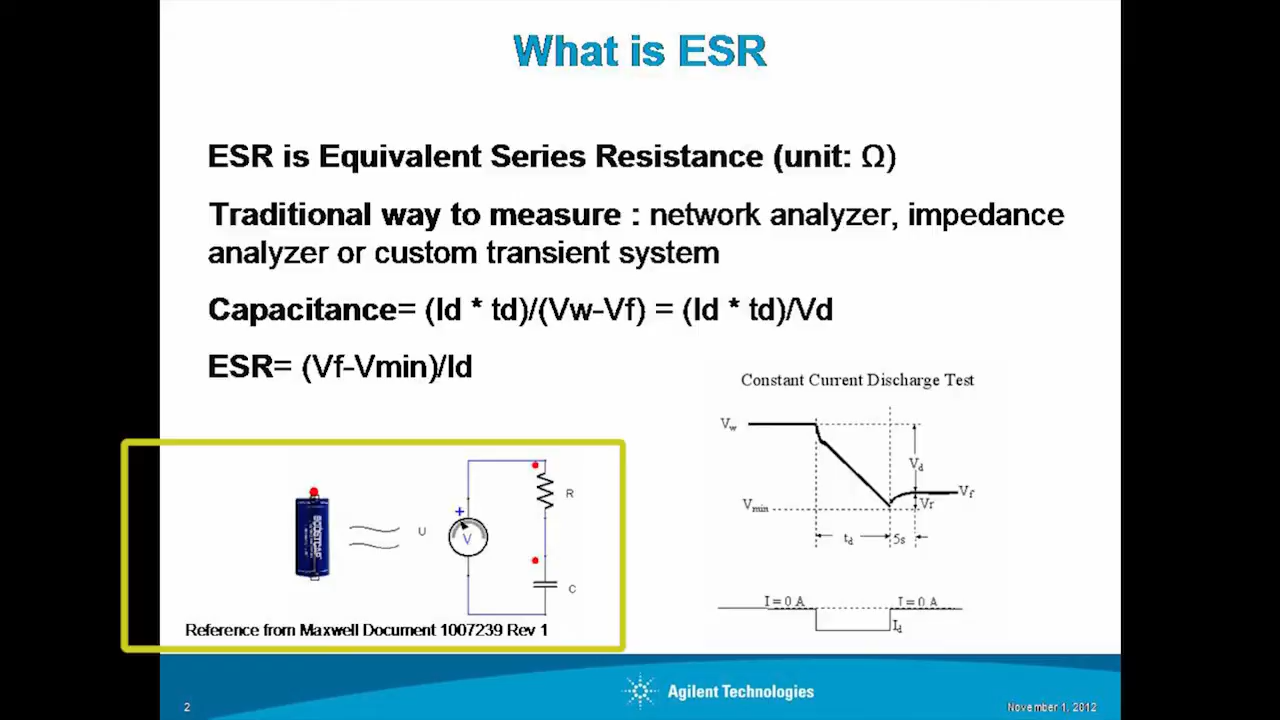 What is ESR
ESR is Equivalent Series Resistance (unit: Ω)
Traditional way to measure : network analyzer, impedance
analyzer or custom transient system
Capacitance= (Id * td)/(Vw-Vf) = (Id * td)/Vd
ESR= (Vf-Vmin)/Id
Constant Current Discharge Test
Vw
Vd
Vf
Vmin
Vr
td
5s
I = 0 A
I = 0 A
Id
BOOSTCAP
U
+
V
R
C
Reference from Maxwell Document 1007239 Rev 1
2
Agilent Technologies
November 1, 2012